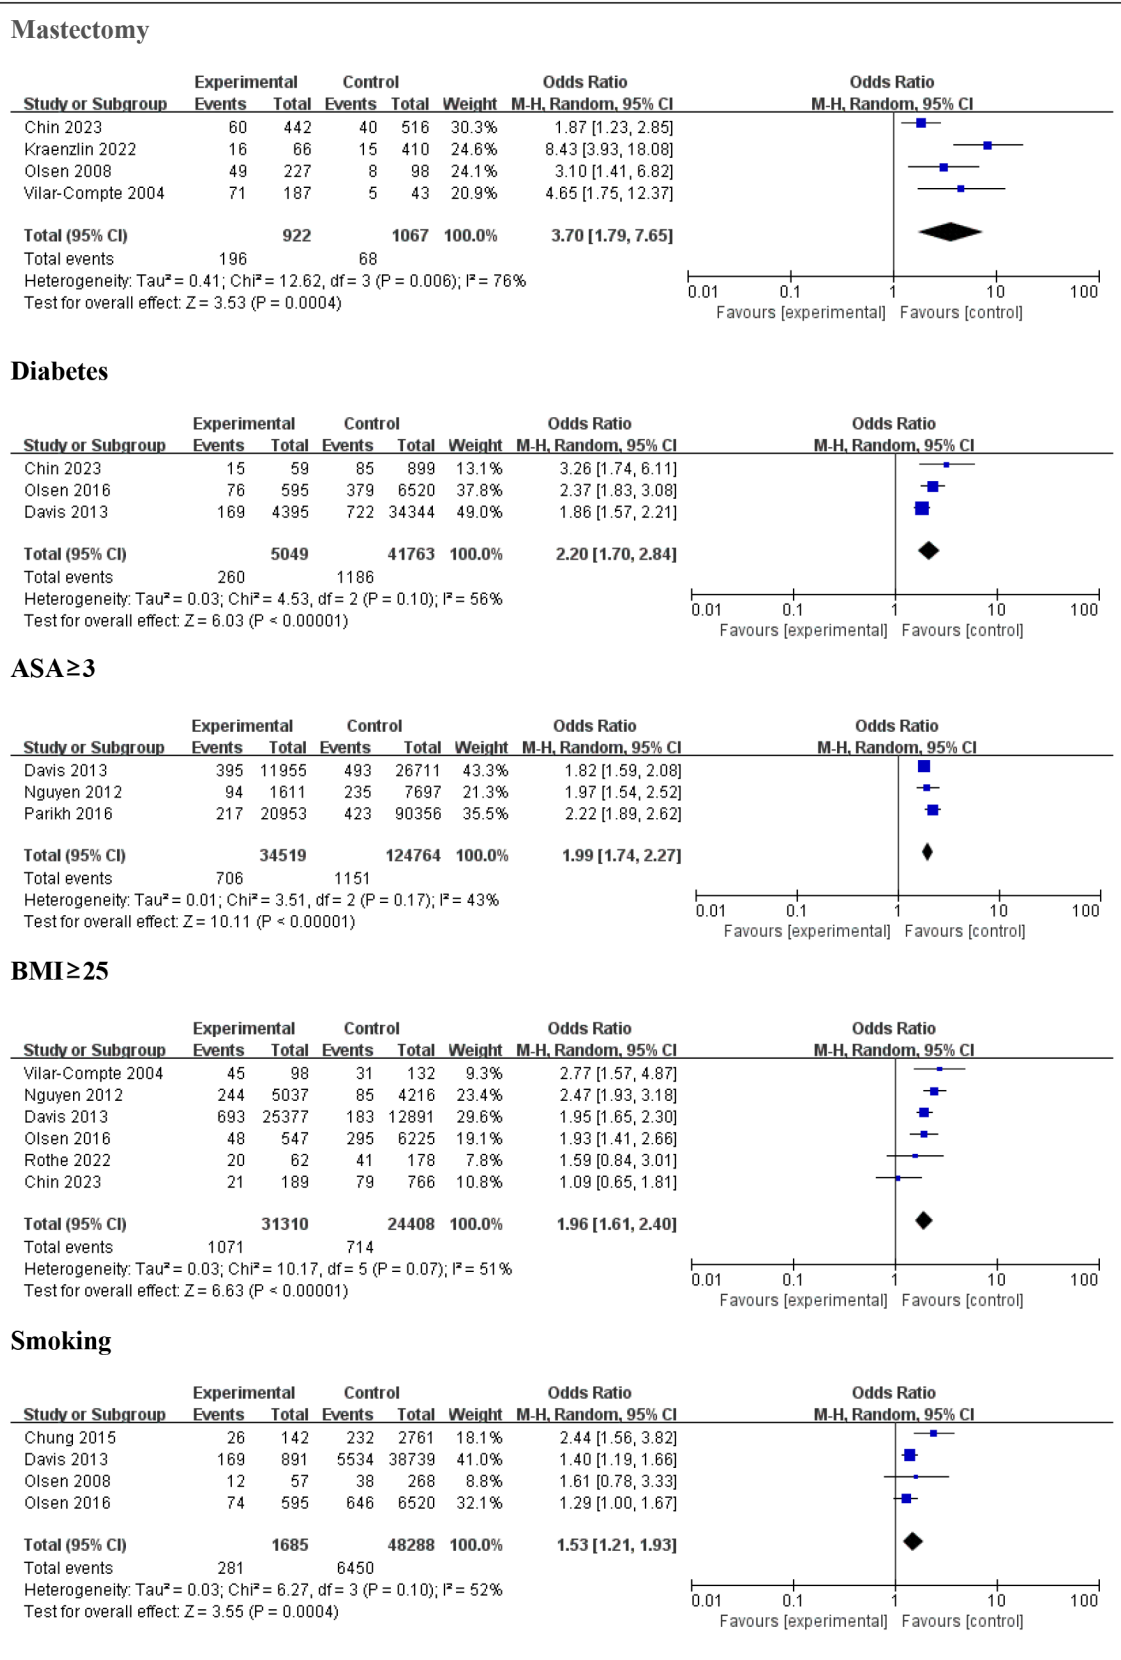 Mastectomy
Experimental Control Odds Ratio Odds Ratio
Study or Subgroup Events Total Events Total Weight M-H, Random, 95% CI M-H, Random, 95% CI
Chin 2023 60 442 40 516 30.3% 1.87 [1.23, 2.85]
Kraenzlin 2022 16 66 15 410 24.6% 8.43 [3.93, 18.08]
Olsen 2008 49 227 8 98 24.1% 3.10 [1.41, 6.82]
Vilar-Compte 2004 71 187 5 43 20.9% 4.65 [1.75, 12.37]
Total (95% CI) 922 1067 100.0% 3.70 [1.79, 7.65]
Total events 196 68
Heterogeneity: Tau² = 0.41; Chi² = 12.62, df = 3 (P = 0.006); I² = 76%
Test for overall effect: Z = 3.53 (P = 0.0004)
0.01 0.1 1 10 100
Favours [experimental] Favours [control]
Diabetes
Experimental Control Odds Ratio Odds Ratio
Study or Subgroup Events Total Events Total Weight M-H, Random, 95% CI M-H, Random, 95% CI
Chin 2023 15 59 85 899 13.1% 3.26 [1.74, 6.11]
Olsen 2016 76 595 379 6520 37.8% 2.37 [1.83, 3.08]
Davis 2013 169 4395 722 34344 49.0% 1.86 [1.57, 2.21]
Total (95% CI) 5049 41763 100.0% 2.20 [1.70, 2.84]
Total events 260 1186
Heterogeneity: Tau² = 0.03; Chi² = 4.53, df = 2 (P = 0.10); I² = 56%
Test for overall effect: Z = 6.03 (P < 0.00001)
0.01 0.1 1 10 100
Favours [experimental] Favours [control]
ASA≥3
Experimental Control Odds Ratio Odds Ratio
Study or Subgroup Events Total Events Total Weight M-H, Random, 95% CI M-H, Random, 95% CI
Davis 2013 395 11955 493 26711 43.3% 1.82 [1.59, 2.08]
Nguyen 2012 94 1611 235 7697 21.3% 1.97 [1.54, 2.52]
Parikh 2016 217 20953 423 90356 35.5% 2.22 [1.89, 2.62]
Total (95% CI) 34519 124764 100.0% 1.99 [1.74, 2.27]
Total events 706 1151
Heterogeneity: Tau² = 0.01; Chi² = 3.51, df = 2 (P = 0.17); I² = 43%
Test for overall effect: Z = 10.11 (P < 0.00001)
0.01 0.1 1 10 100
Favours [experimental] Favours [control]
BMI≥25
Experimental Control Odds Ratio Odds Ratio
Study or Subgroup Events Total Events Total Weight M-H, Random, 95% CI M-H, Random, 95% CI
Vilar-Compte 2004 45 98 31 132 9.3% 2.77 [1.57, 4.87]
Nguyen 2012 244 5037 85 4216 23.4% 2.47 [1.93, 3.18]
Davis 2013 693 25377 183 12891 29.6% 1.95 [1.65, 2.30]
Olsen 2016 48 547 295 6225 19.1% 1.93 [1.41, 2.66]
Rothe 2022 20 62 41 178 7.8% 1.59 [0.84, 3.01]
Chin 2023 21 189 79 766 10.8% 1.09 [0.65, 1.81]
Total (95% CI) 31310 24408 100.0% 1.96 [1.61, 2.40]
Total events 1071 714
Heterogeneity: Tau² = 0.03; Chi² = 10.17, df = 5 (P = 0.07); I² = 51%
Test for overall effect: Z = 6.63 (P < 0.00001)
0.01 0.1 1 10 100
Favours [experimental] Favours [control]
Smoking
Experimental Control Odds Ratio Odds Ratio
Study or Subgroup Events Total Events Total Weight M-H, Random, 95% CI M-H, Random, 95% CI
Chung 2015 26 142 232 2761 18.1% 2.44 [1.56, 3.82]
Davis 2013 169 891 5534 38739 41.0% 1.40 [1.19, 1.66]
Olsen 2008 12 57 38 268 8.8% 1.61 [0.78, 3.33]
Olsen 2016 74 595 646 6520 32.1% 1.29 [1.00, 1.67]
Total (95% CI) 1685 48288 100.0% 1.53 [1.21, 1.93]
Total events 281 6450
Heterogeneity: Tau² = 0.03; Chi² = 6.27, df = 3 (P = 0.10); I² = 52%
Test for overall effect: Z = 3.55 (P = 0.0004)
0.01 0.1 1 10 100
Favours [experimental] Favours [control]